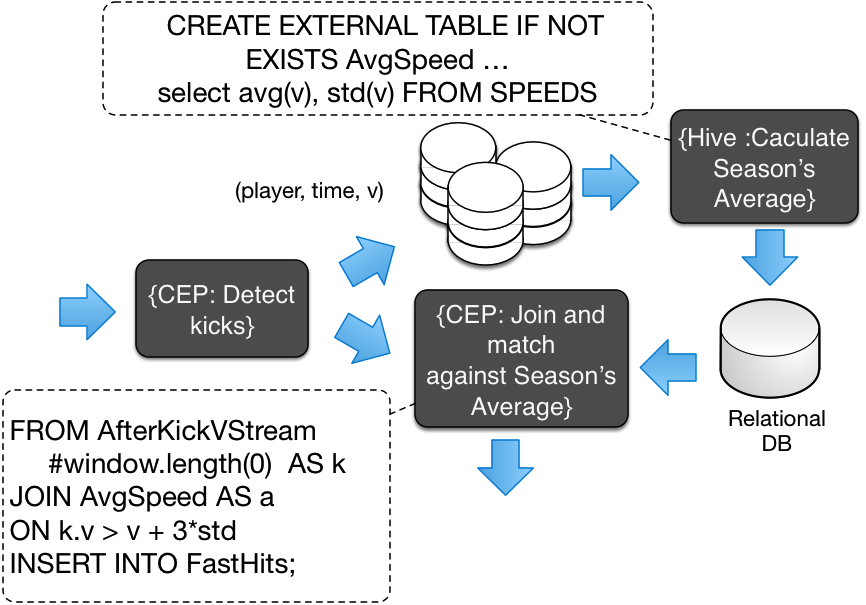 CREATE EXTERNAL TABLE IF NOT
EXISTS AvgSpeed …
select avg(v), std(v) FROM SPEEDS
{Hive :Caculate
Season’s
Average}
(player, time, v)
{CEP: Detect
kicks}
{CEP: Join and
match
against Season’s
Average}
Relational
DB
FROM AfterKickVStream
#window.length(0) AS k
JOIN AvgSpeed AS a
ON k.v > v + 3*std
INSERT INTO FastHits;